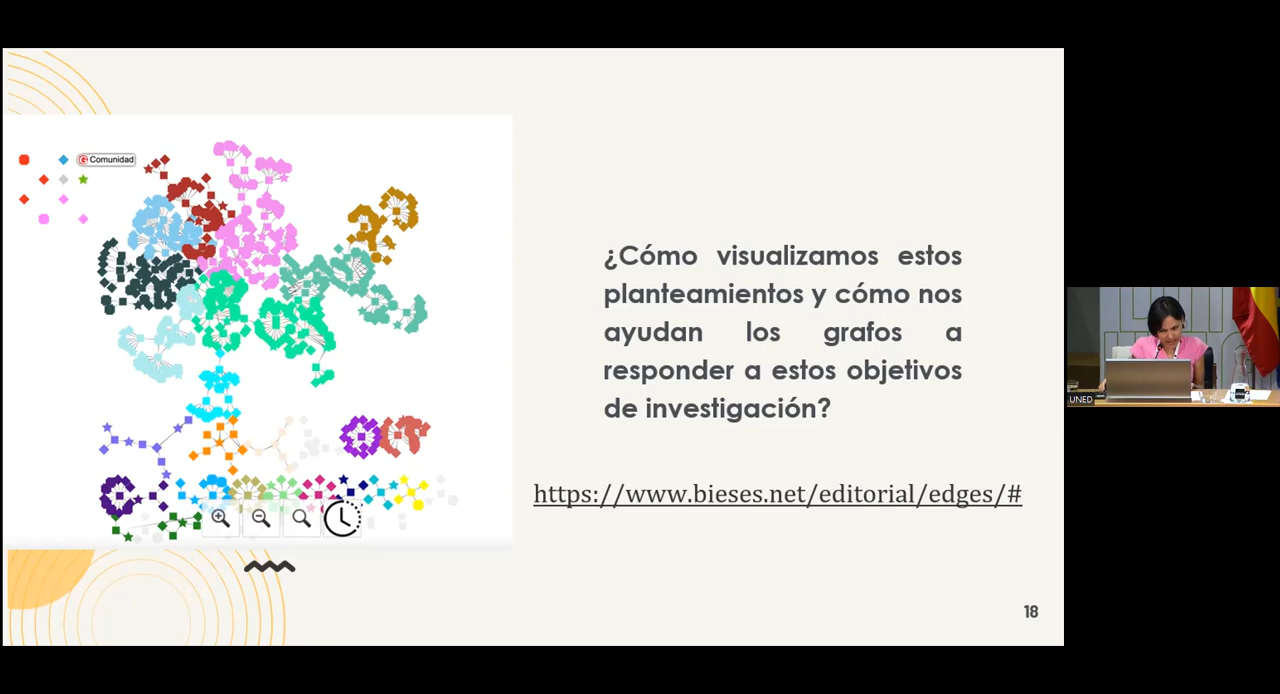 Comunidad
¿Cómo visualizamos estos
planteamientos y cómo nos
ayudan los grafos a
responder a estos objetivos
de investigación?
https://www.bieses.net/editorial/edges/#
18
UNED